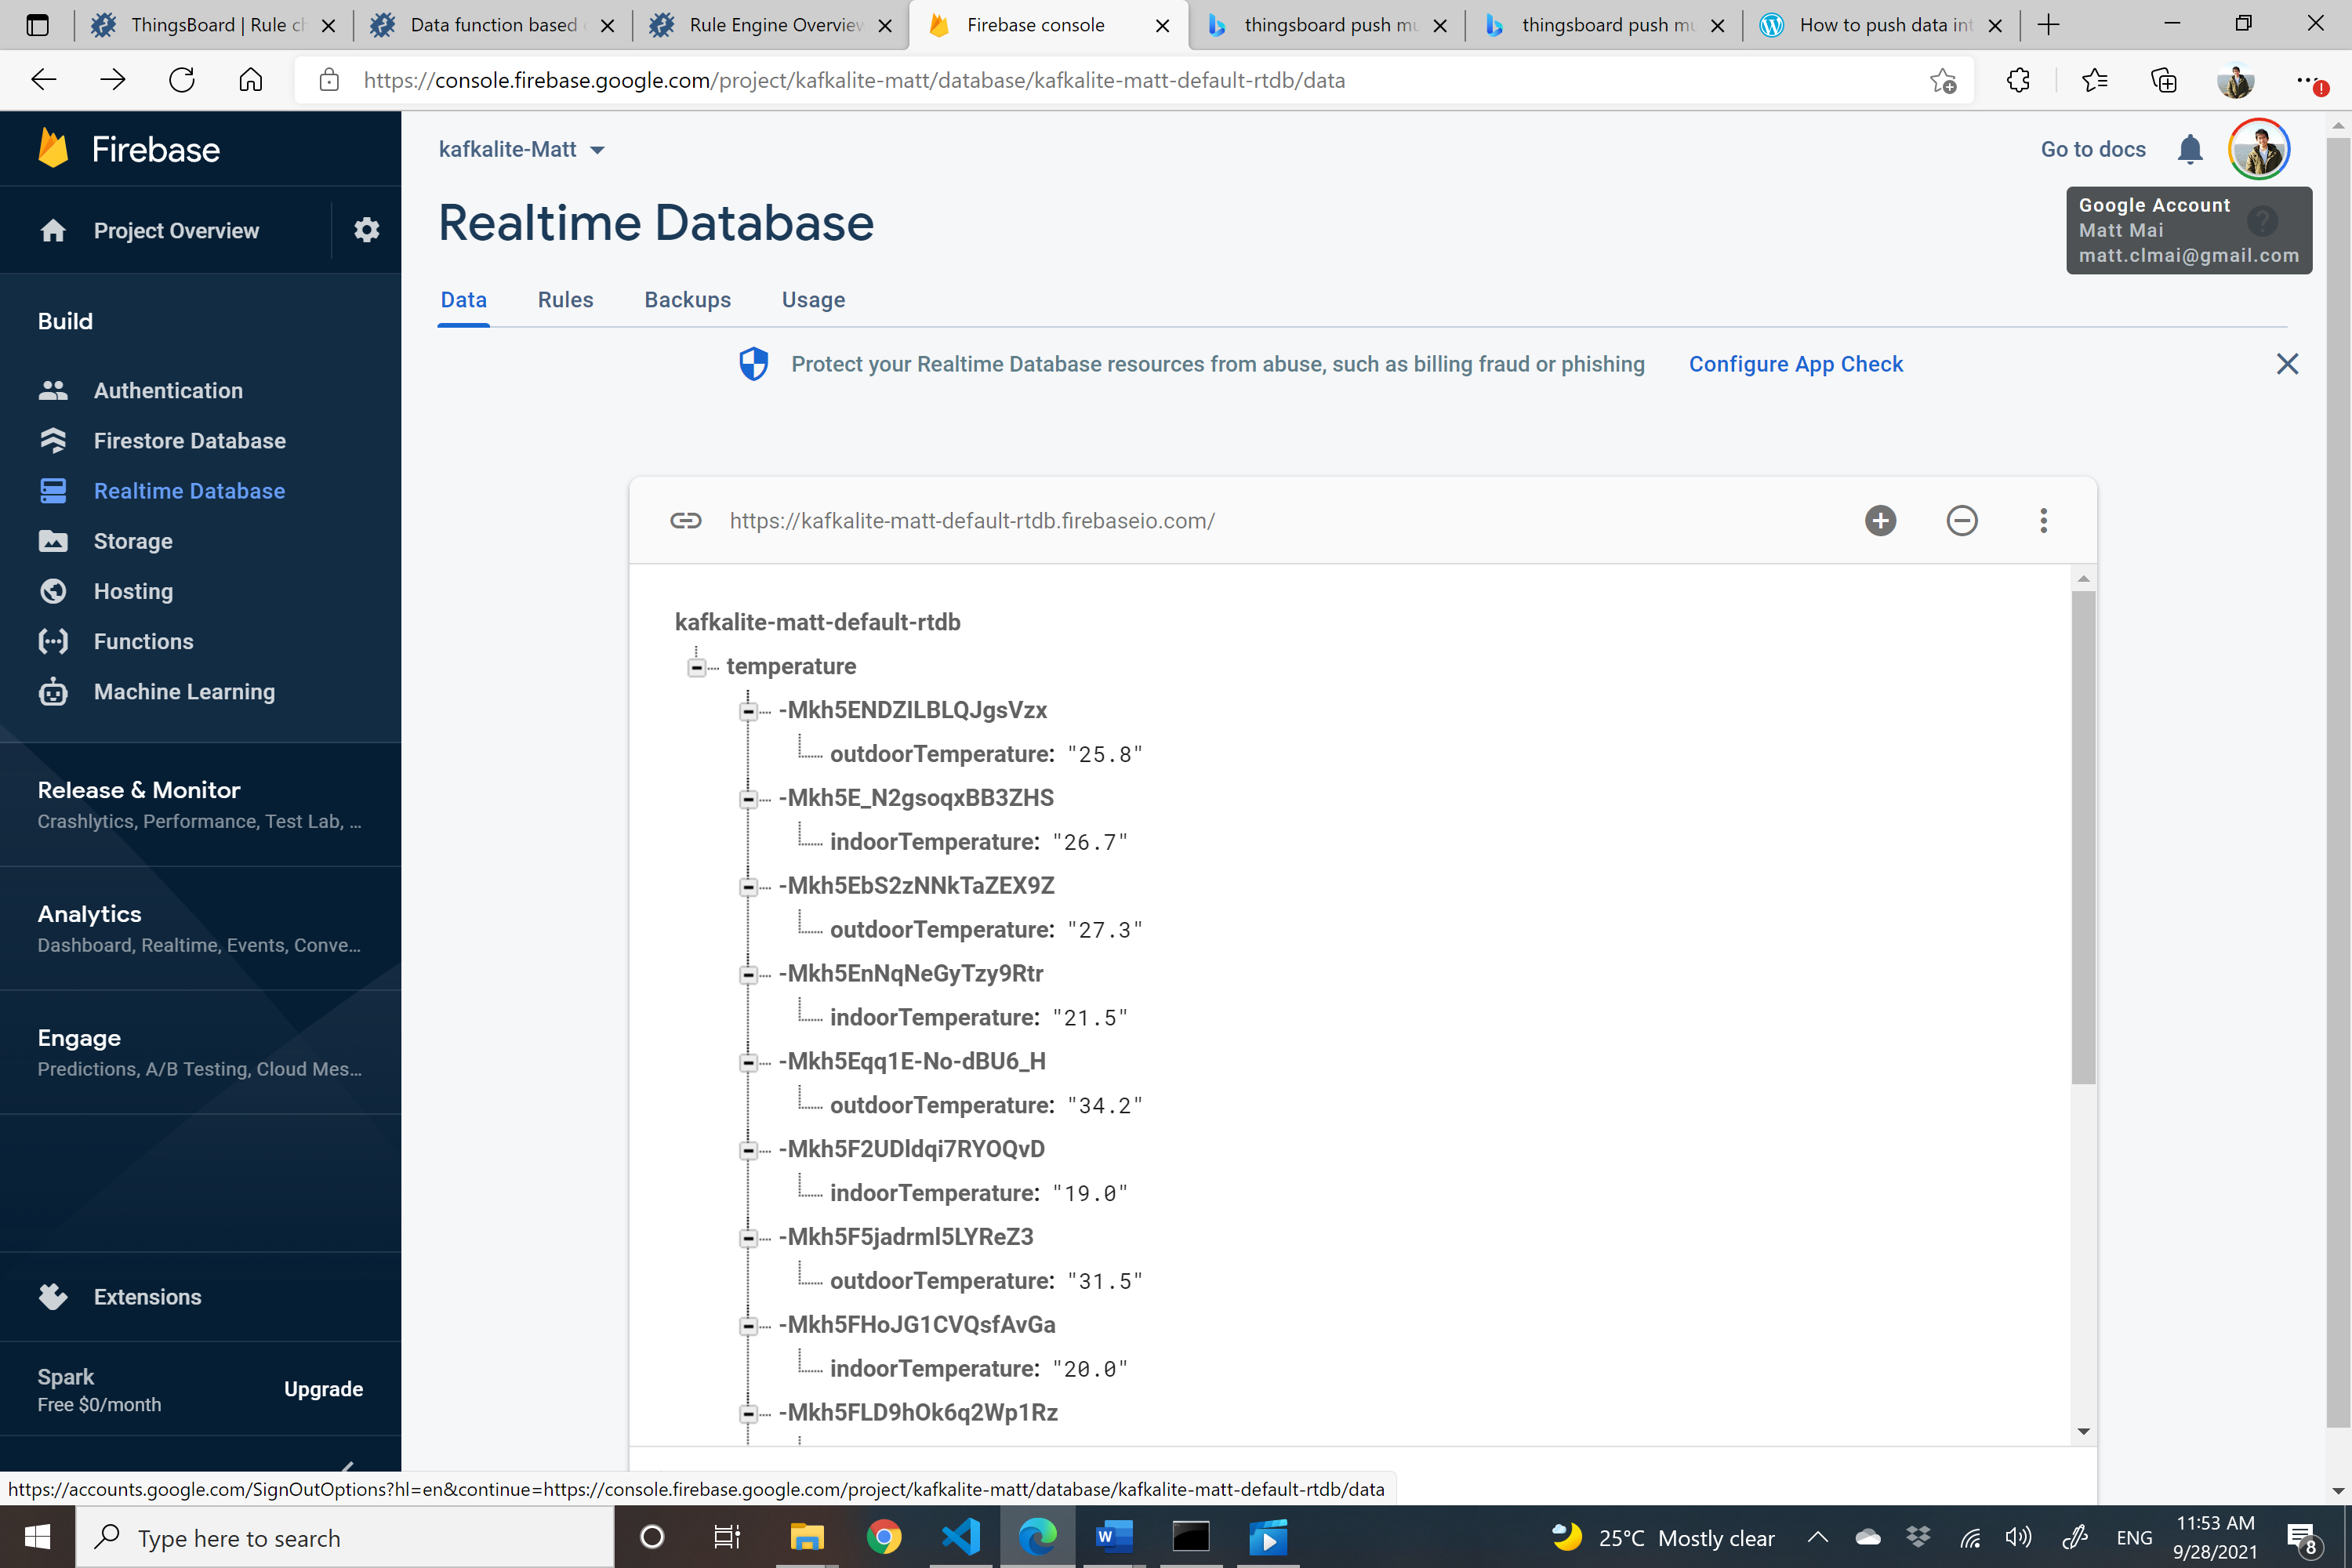 ThingsBoard | Rule ch
Data function based
Rule Engine Overview
Firebase console
thingsboard push mu
thingsboard push mu
How to push data int
https://console.firebase.google.com/project/kafkalite-matt/database/kafkalite-matt-default-rtdb/data
Firebase
kafkalite-Matt
Go to docs
Project Overview
Realtime Database
Google Account
Matt Mai
matt.clmai@gmail.com
Data
Rules
Backups
Usage
Build
Protect your Realtime Database resources from abuse, such as billing fraud or phishing
Configure App Check
Authentication
Firestore Database
Realtime Database
Storage
Hosting
Functions
Machine Learning
https://kafkalite-matt-default-rtdb.firebaseio.com/
kafkalite-matt-default-rtdb
temperature
-Mkh5ENDZILBLQJgsVzx
outdoorTemperature: "25.8"
-Mkh5E_N2gsoqxBB3ZHS
indoorTemperature: "26.7"
-Mkh5EbS2zNNkTaZEX9Z
outdoorTemperature: "27.3"
-Mkh5EnNqNeGyTzy9Rtr
indoorTemperature: "21.5"
-Mkh5Eqq1E-No-dBU6_H
outdoorTemperature: "34.2"
-Mkh5F2UDldqi7RYOQvD
indoorTemperature: "19.0"
-Mkh5F5jadrml5LYReZ3
outdoorTemperature: "31.5"
-Mkh5FHoJG1CVQsfAvGa
indoorTemperature: "20.0"
-Mkh5FLD9hOk6q2Wp1Rz
Release & Monitor
Crashlytics, Performance, Test Lab, ...
Analytics
Dashboard, Realtime, Events, Conve...
Engage
Predictions, A/B Testing, Cloud Mes...
Extensions
Spark
Free $0/month
Upgrade
https://accounts.google.com/SignOutOptions?hl=en&continue=https://console.firebase.google.com/project/kafkalite-matt/database/kafkalite-matt-default-rtdb/data
Type here to search
25°C Mostly clear
ENG
11:53 AM
9/28/2021
8